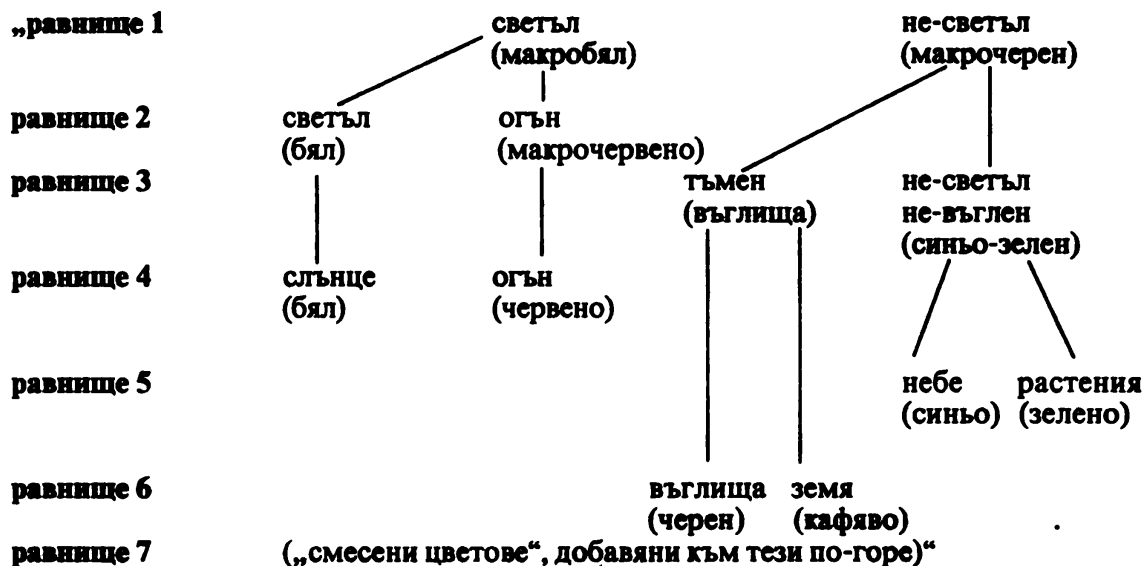 „равнище 1 светъл не-светъл
(макробял) (макрочерен)
равнище 2 светъл огън
(бял) (макрочервено)
равнище 3 тъмен не-светъл
(въглища) не-въглен
(синьо-зелен)
равнище 4 слънце огън
(бял) (червено)
равнище 5 небе растения
(синьо) (зелено)
равнище 6 въглища земя
(черен) (кафяво)
равнище 7 („смесени цветове“, добавяни към тези по-горе)“